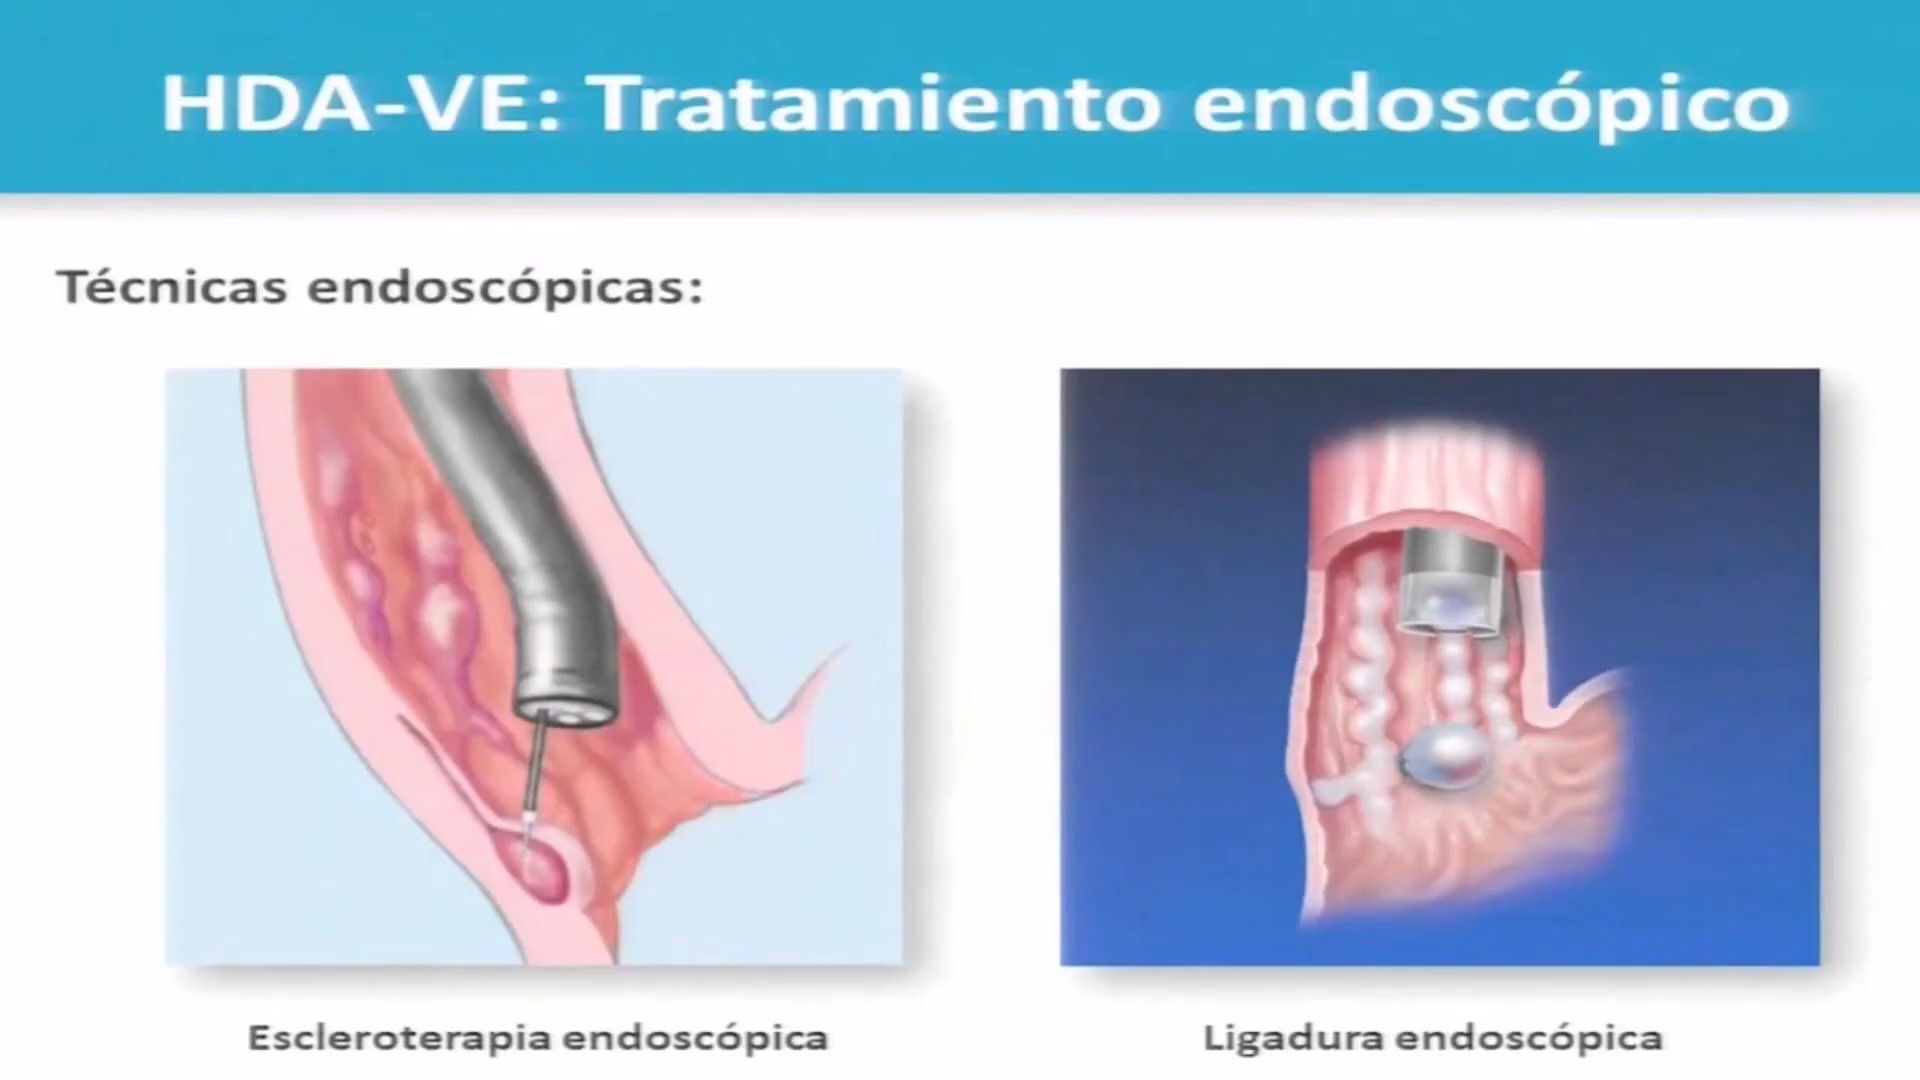 HDA-VE: Tratamiento endoscópico
Técnicas endoscópicas:
Escleroterapia endoscópica
Ligadura endoscópica